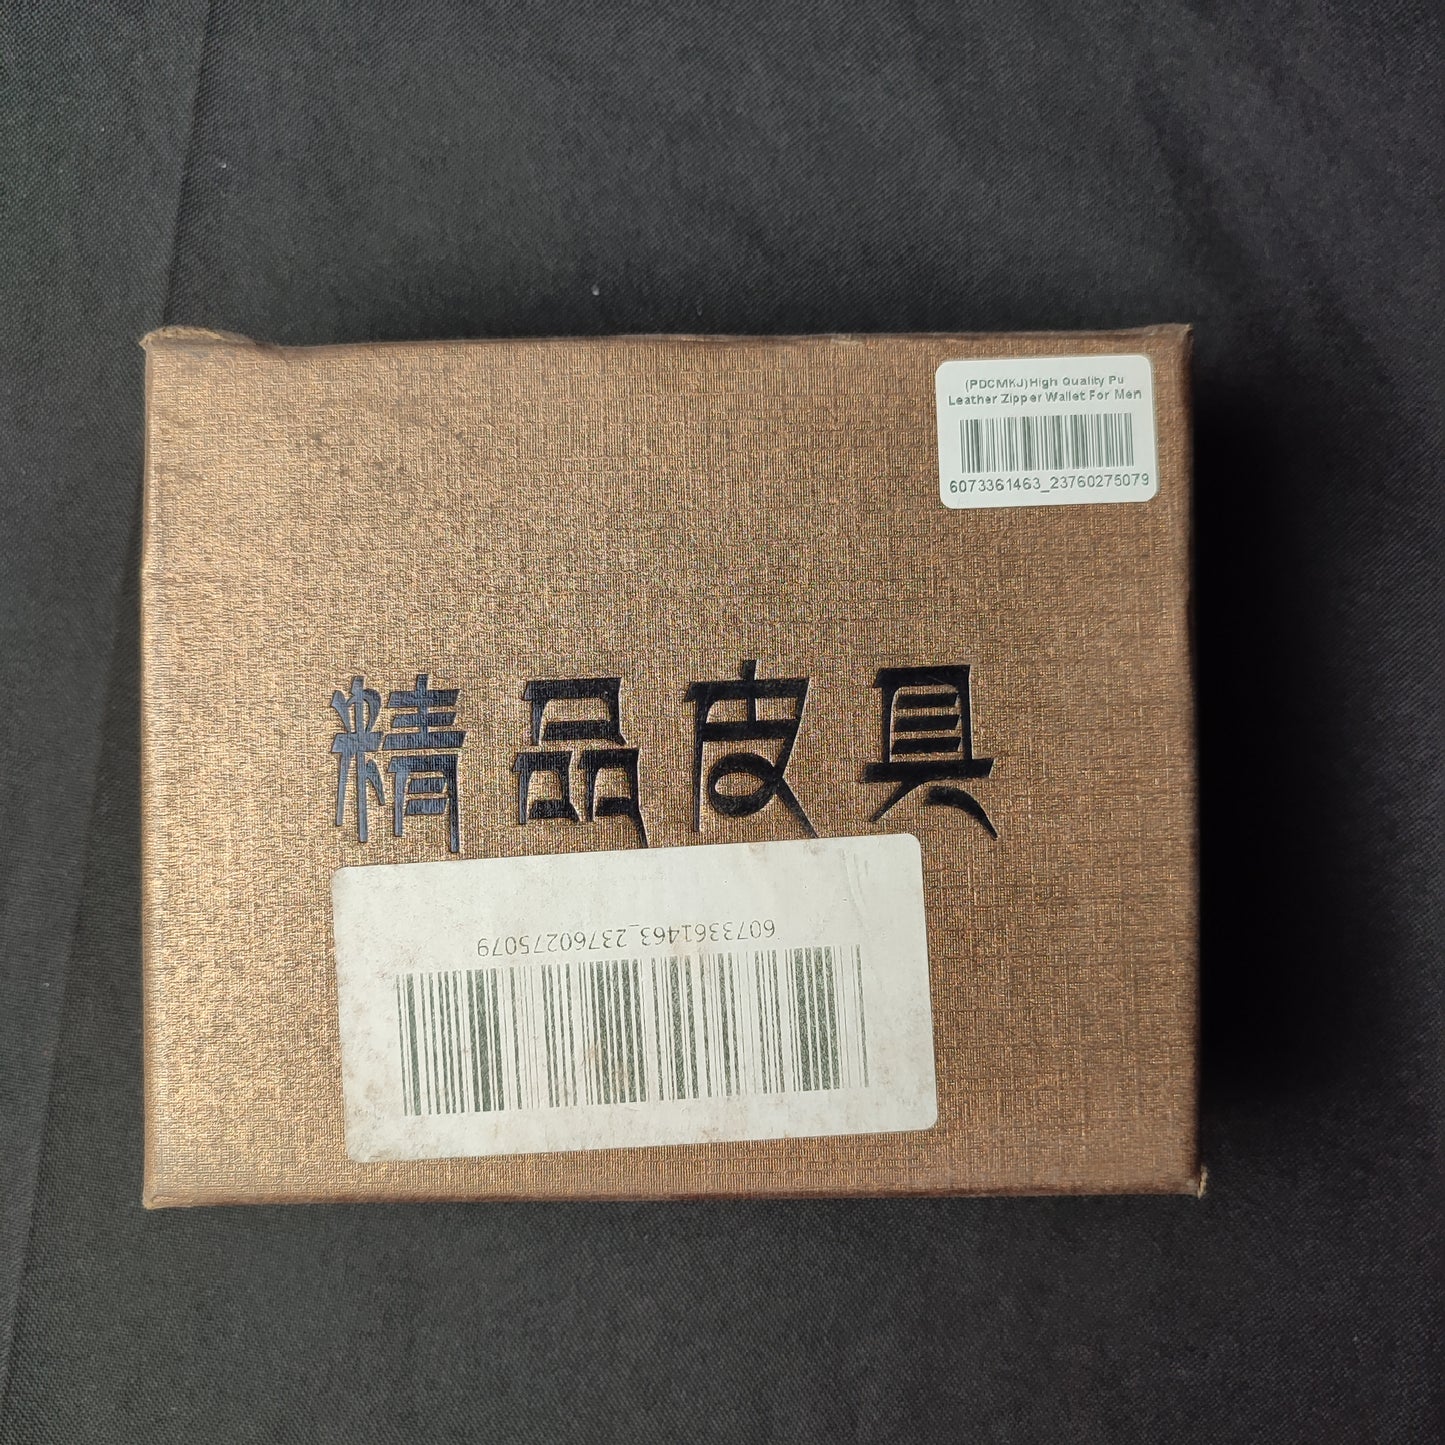 (PDCMKJ)High Quality Pu
Leather Zipper Wallet For Men
6073361463_23760275079
精品皮具
6073361463_23760275079